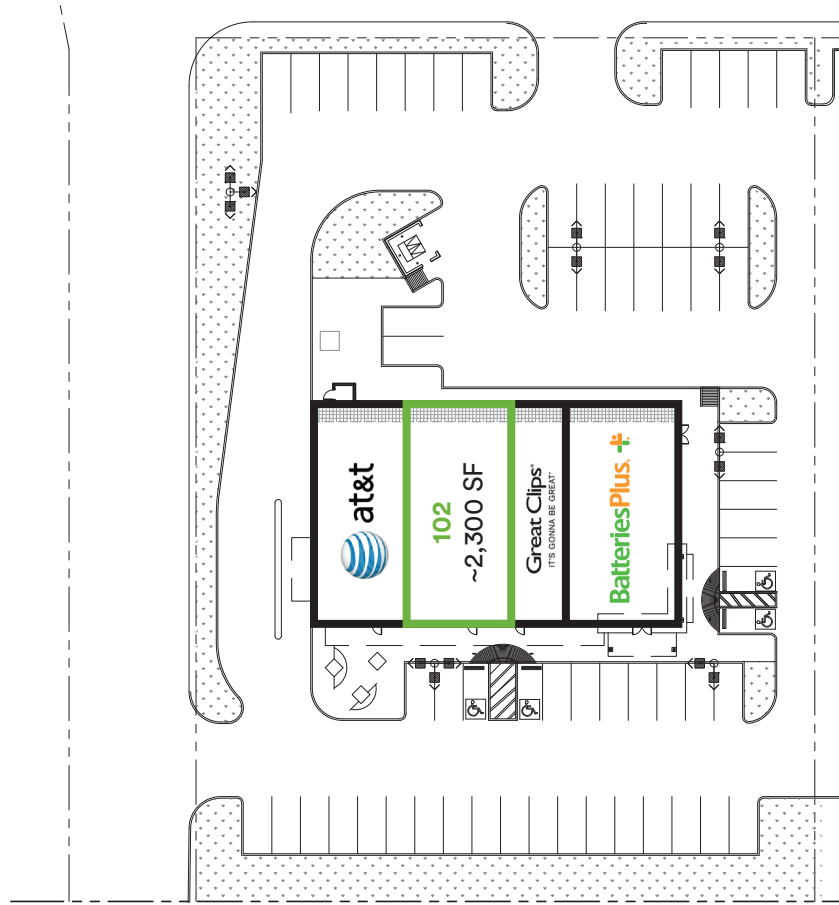 at&t
102
~2,300 SF
Great Clips®
IT'S GONNA BE GREAT®
BatteriesPlus.